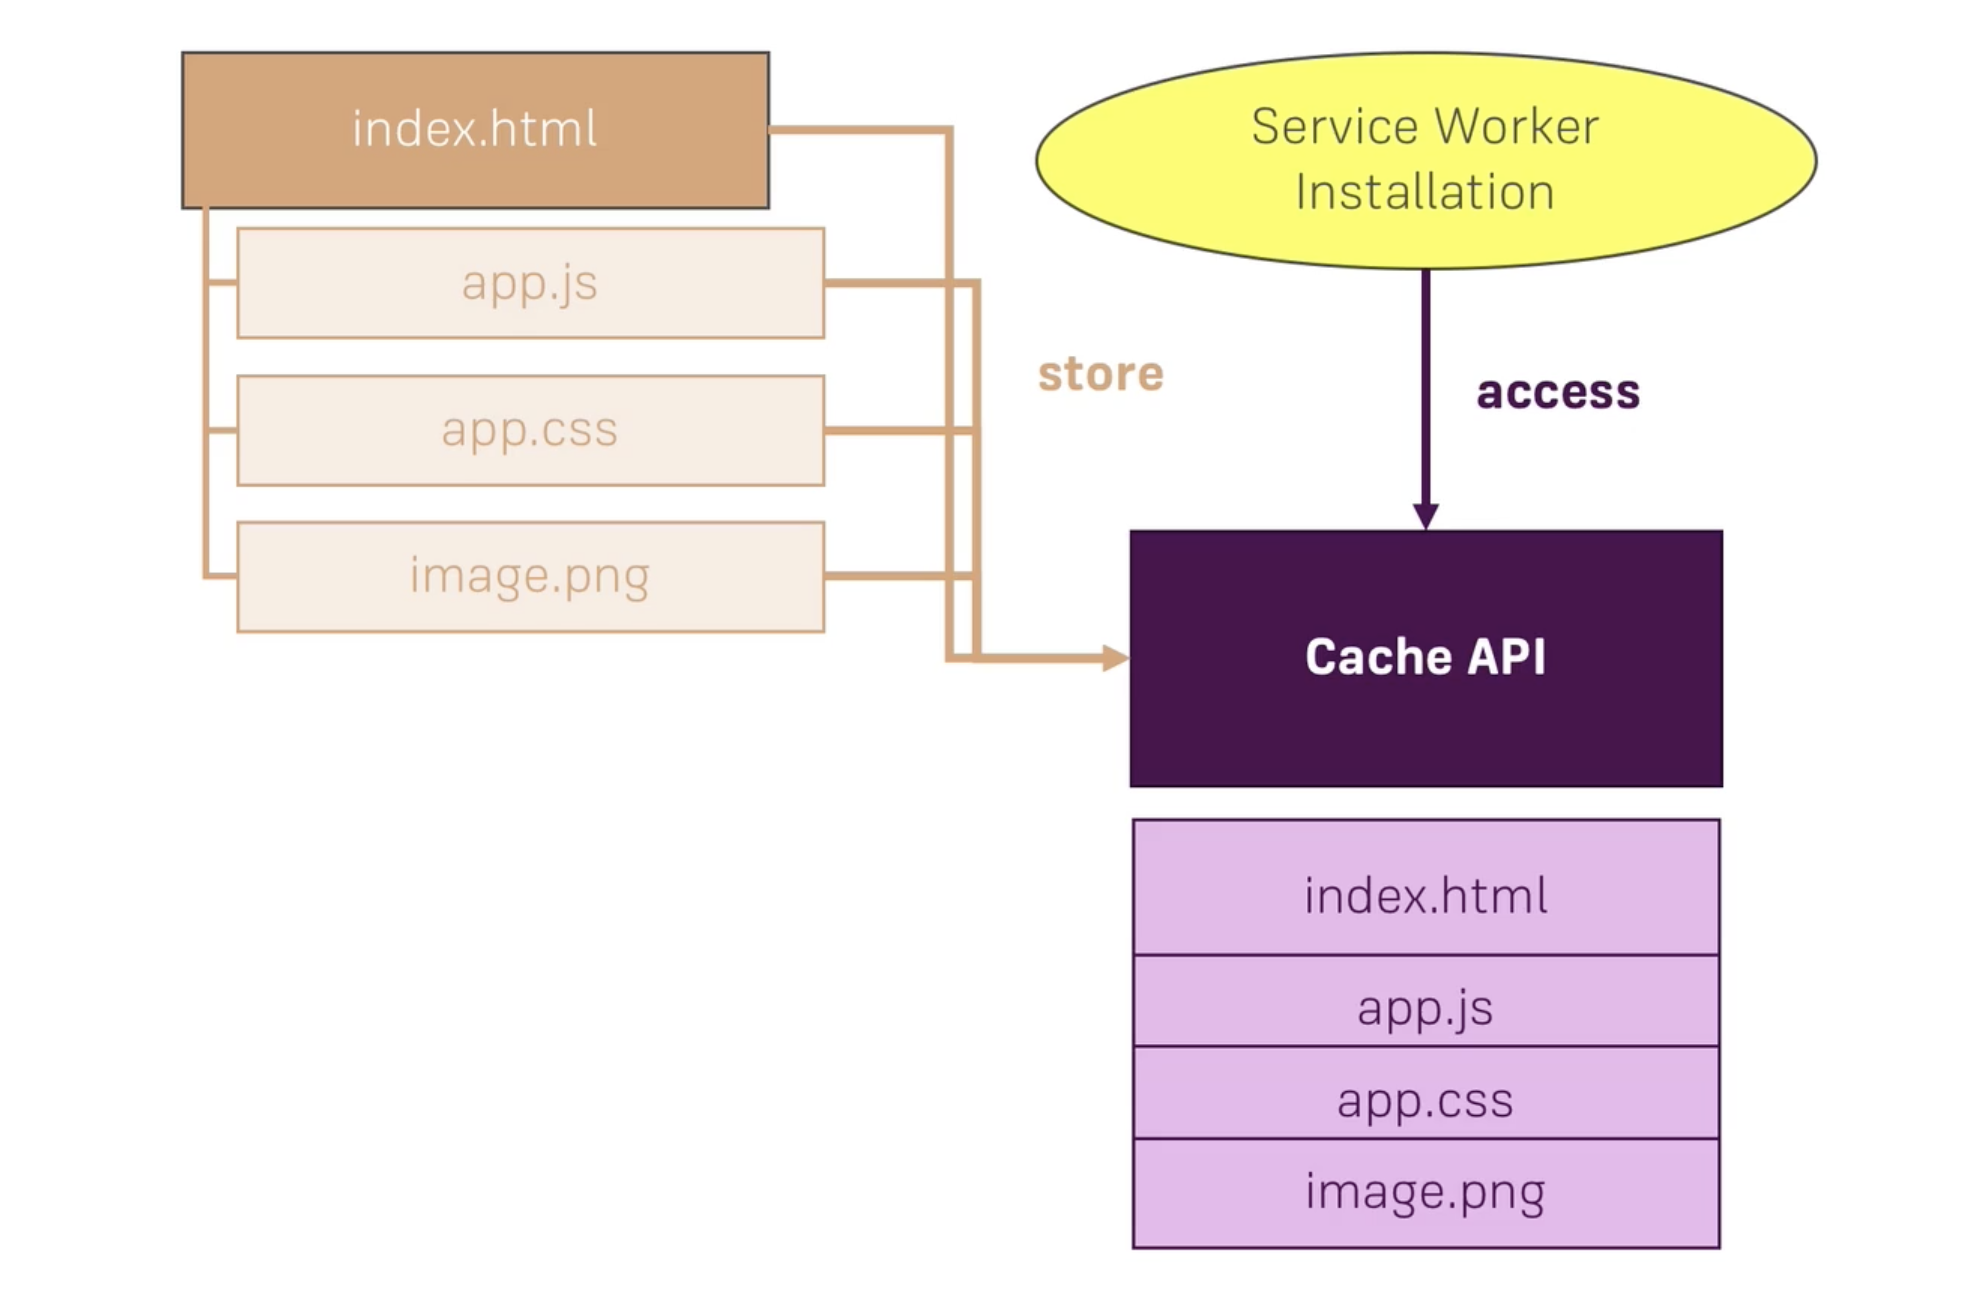 index.html
app.js
app.css
image.png
store
Service Worker
Installation
access
Cache API
index.html
app.js
app.css
image.png